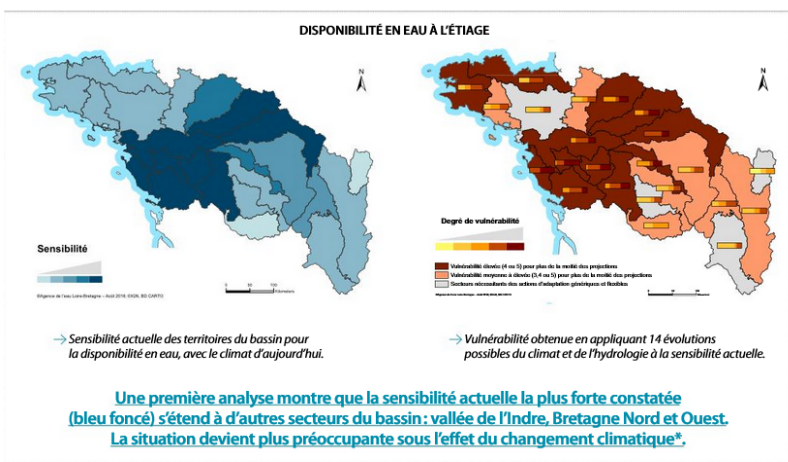 DISPONIBILITÉ EN EAU À L'ÉTIAGE
N
Sensibilité
Kilomètres
N
Degré de vulnérabilité
Vulnérabilité élevée (4 ou 5) pour plus de la moitié des projections
Vulnérabilité moyenne à élevée (3,4 ou 5) pour plus de la moitié des projections
Secteurs nécessitant des actions d'adaptation génériques et flexibles
→ Sensibilité actuelle des territoires du bassin pour
la disponibilité en eau, avec le climat d'aujourd'hui.
→ Vulnérabilité obtenue en appliquant 14 évolutions
possibles du climat et de l'hydrologie à la sensibilité actuelle.
Une première analyse montre que la sensibilité actuelle la plus forte constatée
(bleu foncé) s'étend à d'autres secteurs du bassin : vallée de l'Indre, Bretagne Nord et Ouest.
La situation devient plus préoccupante sous l'effet du changement climatique*.